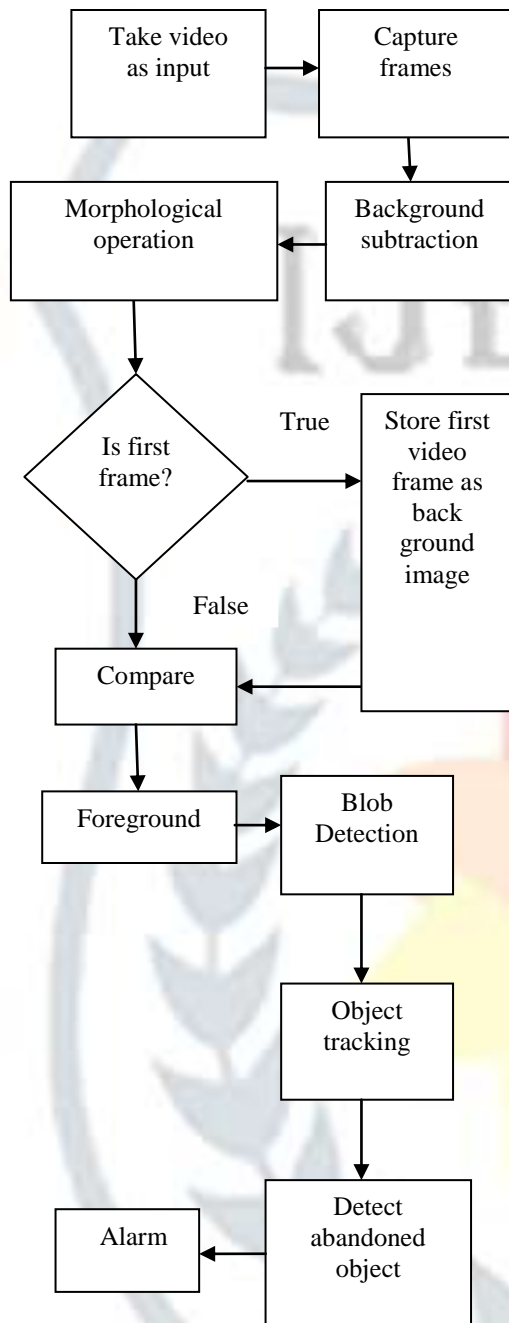 Take video
as input
Capture
frames
Morphological
operation
Background
subtraction
Is first
frame?
True
Store first
video
frame as
back
ground
image
False
Compare
Foreground
Blob
Detection
Object
tracking
Detect
abandoned
object
Alarm